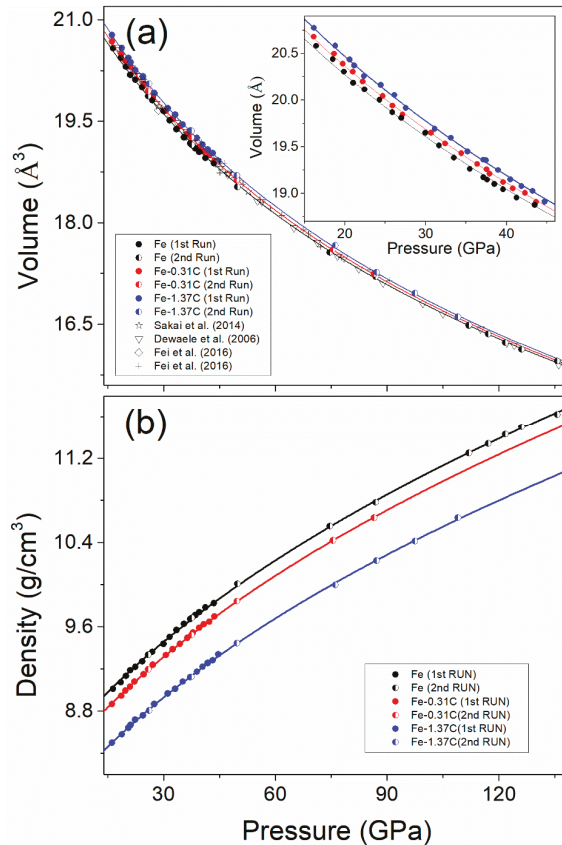 (a)
21.0
19.5
18.0
16.5
Volume (Å³)
20.5
20.0
19.5
19.0
Volume (Å)
20
30
40
Pressure (GPa)
Fe (1st Run)
Fe (2nd Run)
Fe-0.31C (1st Run)
Fe-0.31C (2nd Run)
Fe-1.37C (1st Run)
Fe-1.37C (2nd Run)
Sakai et al. (2014)
Dewaele et al. (2006)
Fei et al. (2016)
Fei et al. (2016)
(b)
11.2
10.4
9.6
8.8
Density (g/cm³)
Fe (1st RUN)
Fe (2nd RUN)
Fe-0.31C (1st RUN)
Fe-0.31C(2nd RUN)
Fe-1.37C(1st RUN)
Fe-1.37C(2nd RUN)
30
60
90
120
Pressure (GPa)